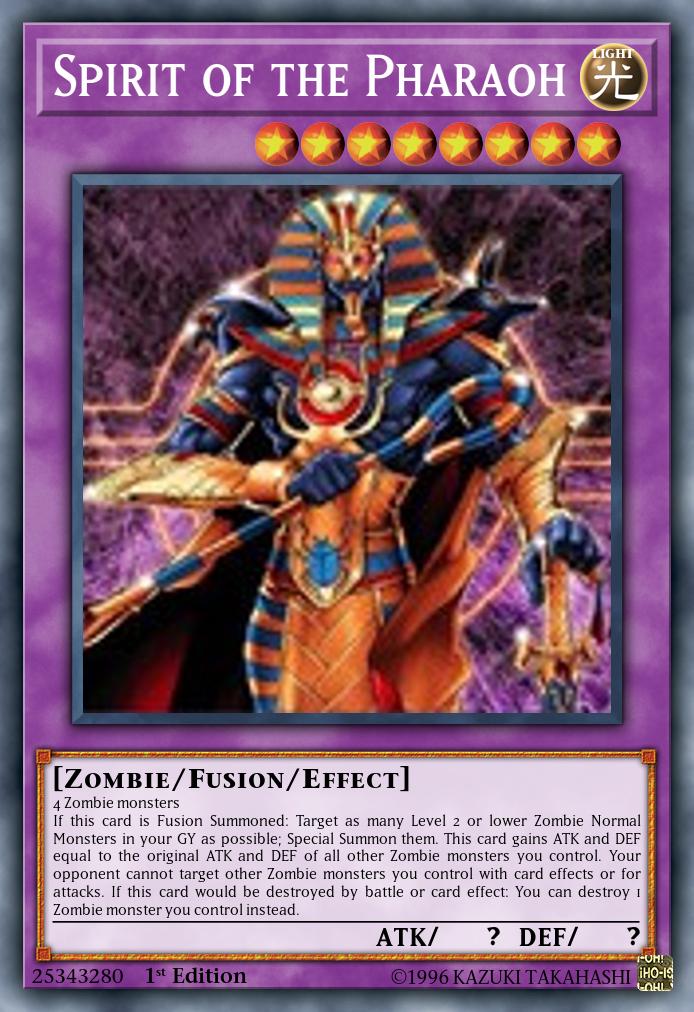 Spirit of the Pharaoh
LIGHT
光
[Zombie/Fusion/Effect]
4 Zombie monsters
If this card is Fusion Summoned: Target as many Level 2 or lower Zombie Normal
Monsters in your GY as possible; Special Summon them. This card gains ATK and DEF
equal to the original ATK and DEF of all other Zombie monsters you control. Your
opponent cannot target other Zombie monsters you control with card effects or for
attacks. If this card would be destroyed by battle or card effect: You can destroy 1
Zombie monster you control instead.
ATK/ ? DEF/ ?
25343280 1st Edition ©1996 KAZUKI TAKAHASHI